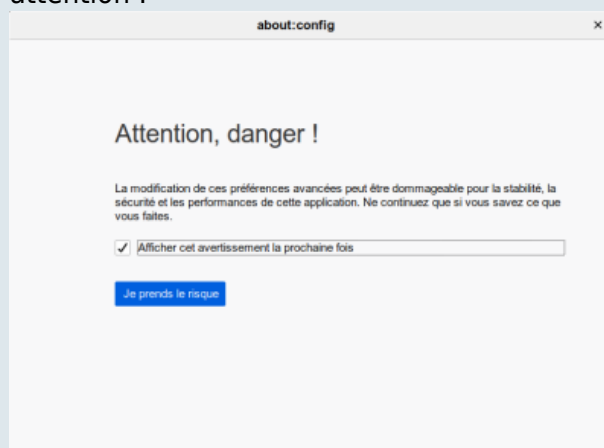 attention !
about:config ×
Attention, danger !
La modification de ces préférences avancées peut être dommageable pour la stabilité, la
sécurité et les performances de cette application. Ne continuez que si vous savez ce que
vous faites.
Afficher cet avertissement la prochaine fois
Je prends le risque